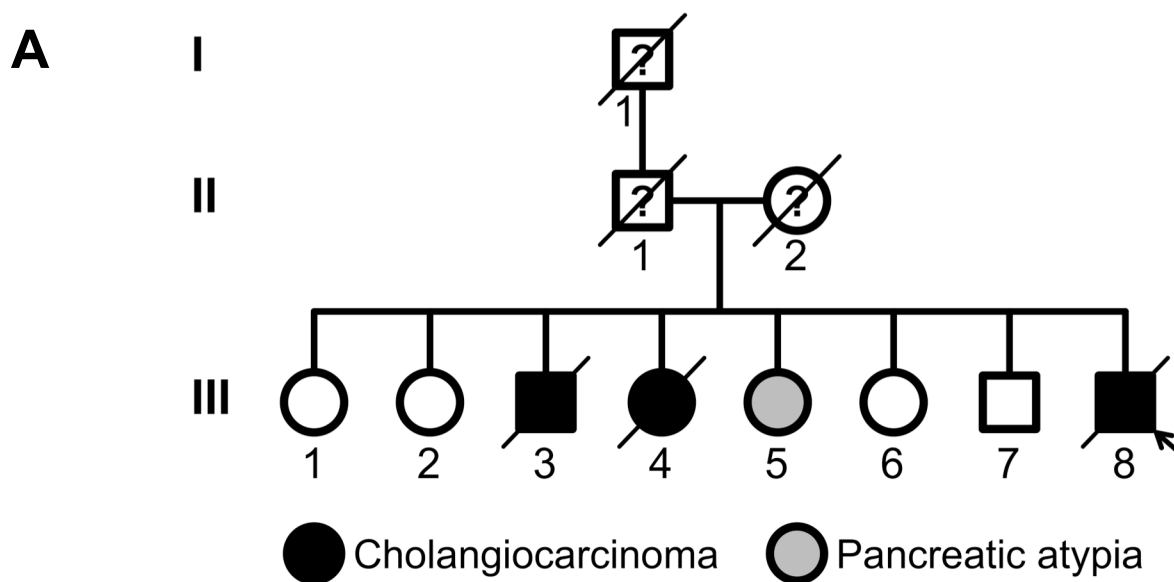 A
I
?
1
II
? ?
1 2
III
1 2 3 4 5 6 7 8
Cholangiocarcinoma Pancreatic atypia